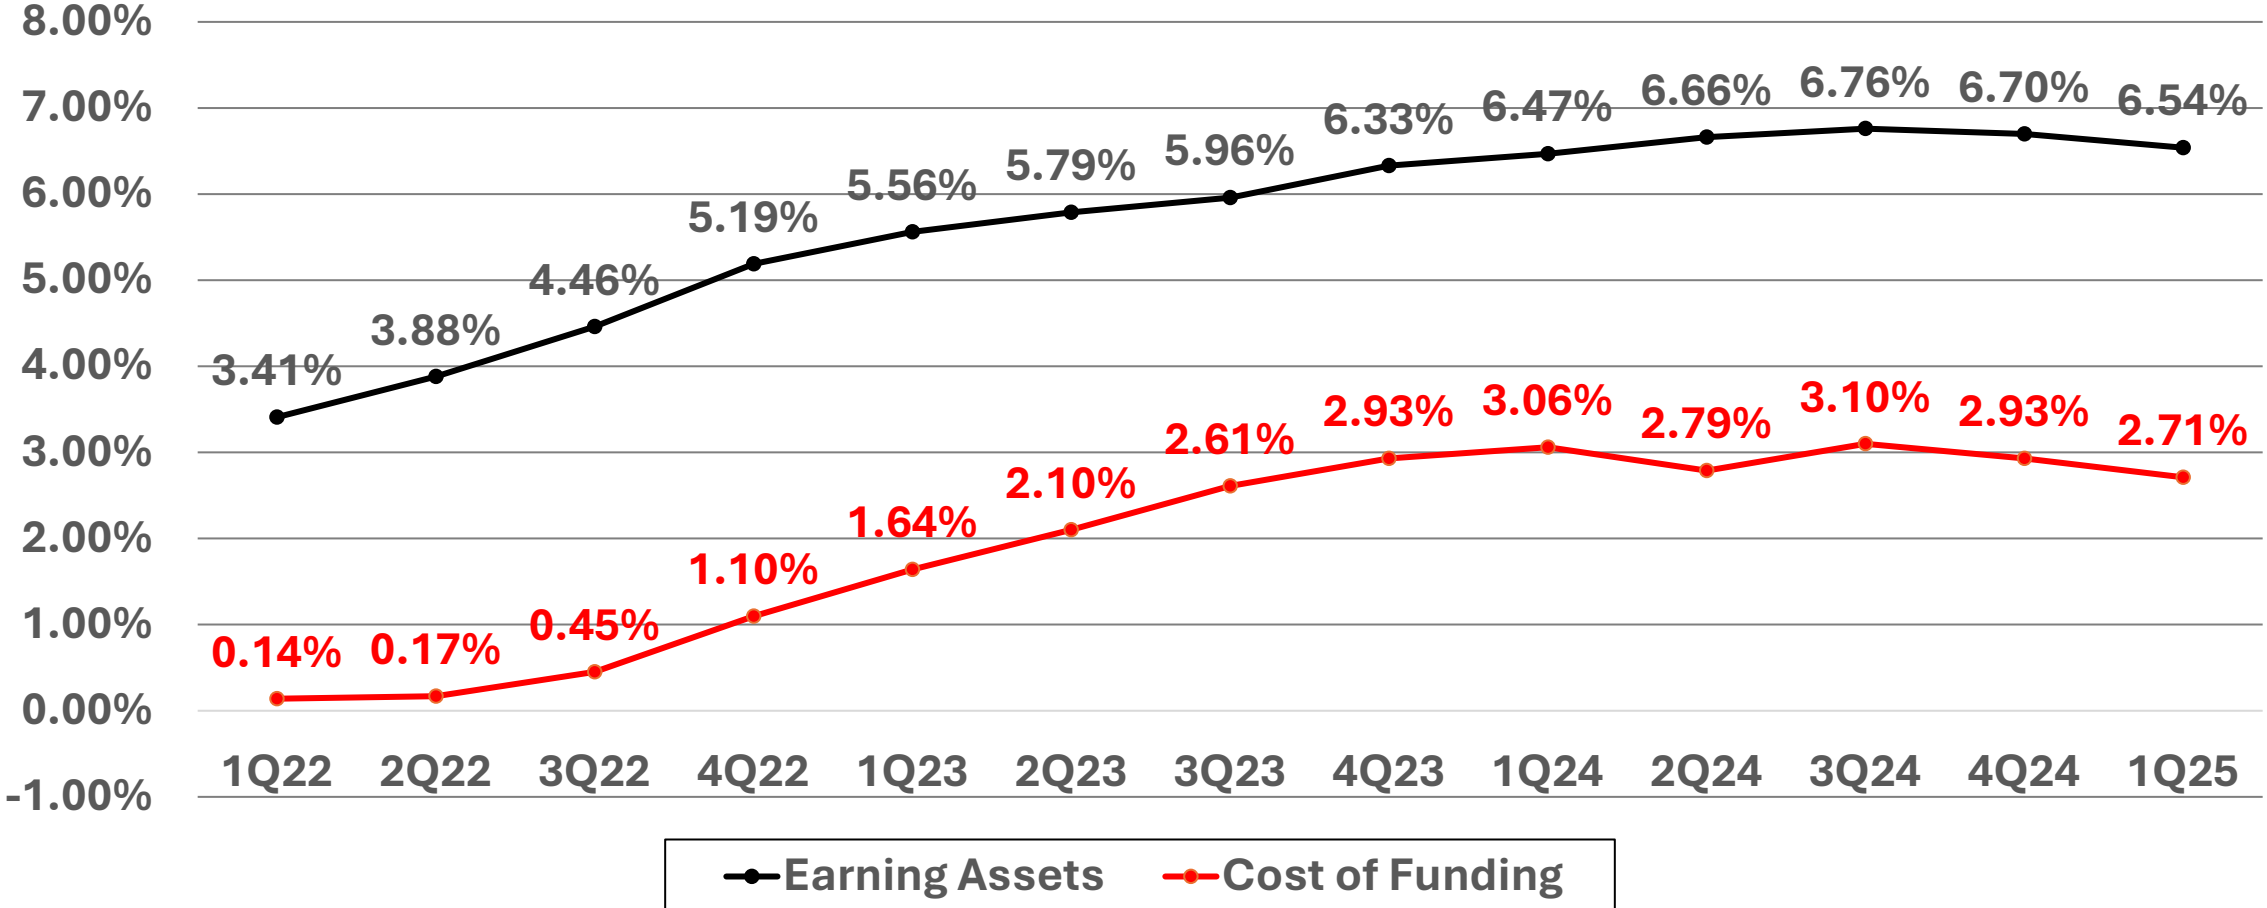 8.00%
7.00%
6.00%
5.00%
4.00%
3.00%
2.00%
1.00%
0.00%
-1.00%
3.41% 3.88% 4.46% 5.19% 5.56% 5.79% 5.96% 6.33% 6.47% 6.66% 6.76% 6.70% 6.54%
0.14% 0.17% 0.45% 1.10% 1.64% 2.10% 2.61% 2.93% 3.06% 2.79% 3.10% 2.93% 2.71%
1Q22 2Q22 3Q22 4Q22 1Q23 2Q23 3Q23 4Q23 1Q24 2Q24 3Q24 4Q24 1Q25
Earning Assets Cost of Funding